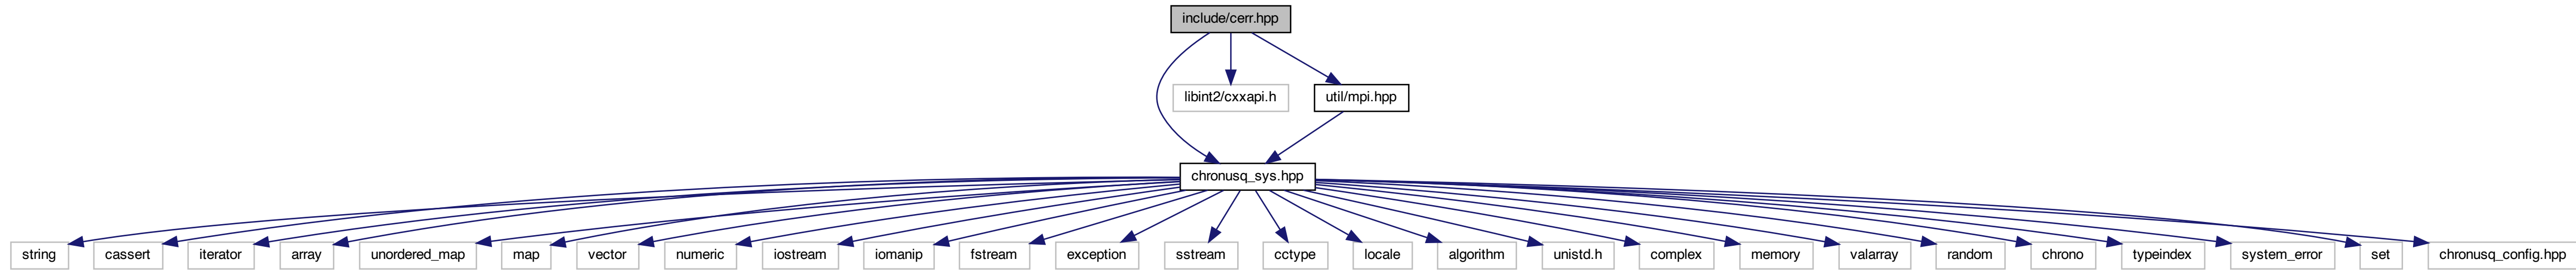 include/cerr.hpp
libint2/cxxapi.h
util/mpi.hpp
chronusq_sys.hpp
string
cassert
iterator
array
unordered_map
map
vector
numeric
iostream
iomanip
fstream
exception
sstream
cctype
locale
algorithm
unistd.h
complex
memory
valarray
random
chrono
typeindex
system_error
set
chronusq_config.hpp